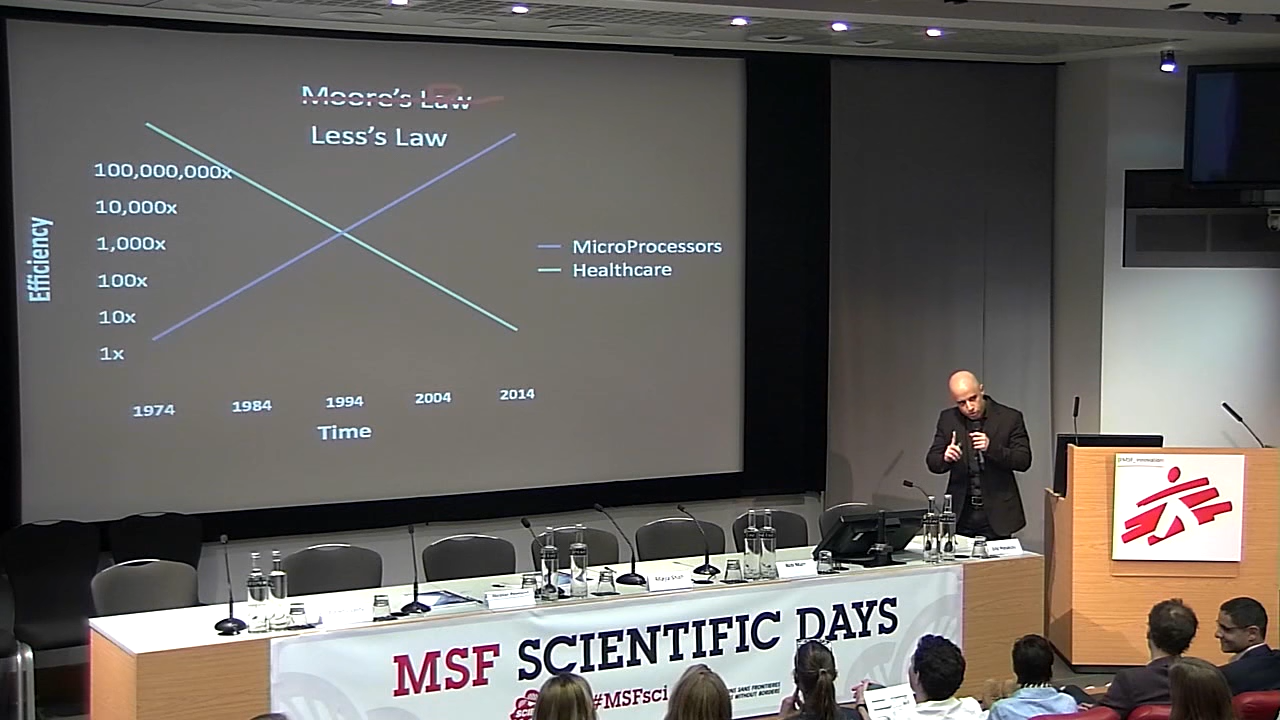 Moore's Law
Less's Law
100,000,000x
10,000x
1,000x
100x
10x
1x
Efficiency
MicroProcessors
Healthcare
1974 1984 1994 2004 2014
Time
MSF SCIENTIFIC DAYS
#MSFsci